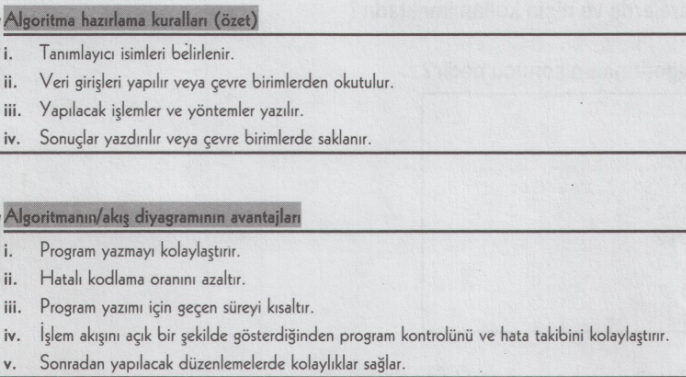 Algoritma hazırlama kuralları (özet)
i. Tanımlayıcı isimleri belirlenir.
ii. Veri girişleri yapılır veya çevre birimlerden okutulur.
iii. Yapılacak işlemler ve yöntemler yazılır.
iv. Sonuçlar yazdırılır veya çevre birimlerde saklanır.
Algoritmanın/akış diyagramının avantajları
i. Program yazmayı kolaylaştırır.
ii. Hatalı kodlama oranını azaltır.
iii. Program yazımı için geçen süreyi kısaltır.
iv. İşlem akışını açık bir şekilde gösterdiğinden program kontrolünü ve hata takibini kolaylaştırır.
v. Sonradan yapılacak düzenlemelerde kolaylıklar sağlar.